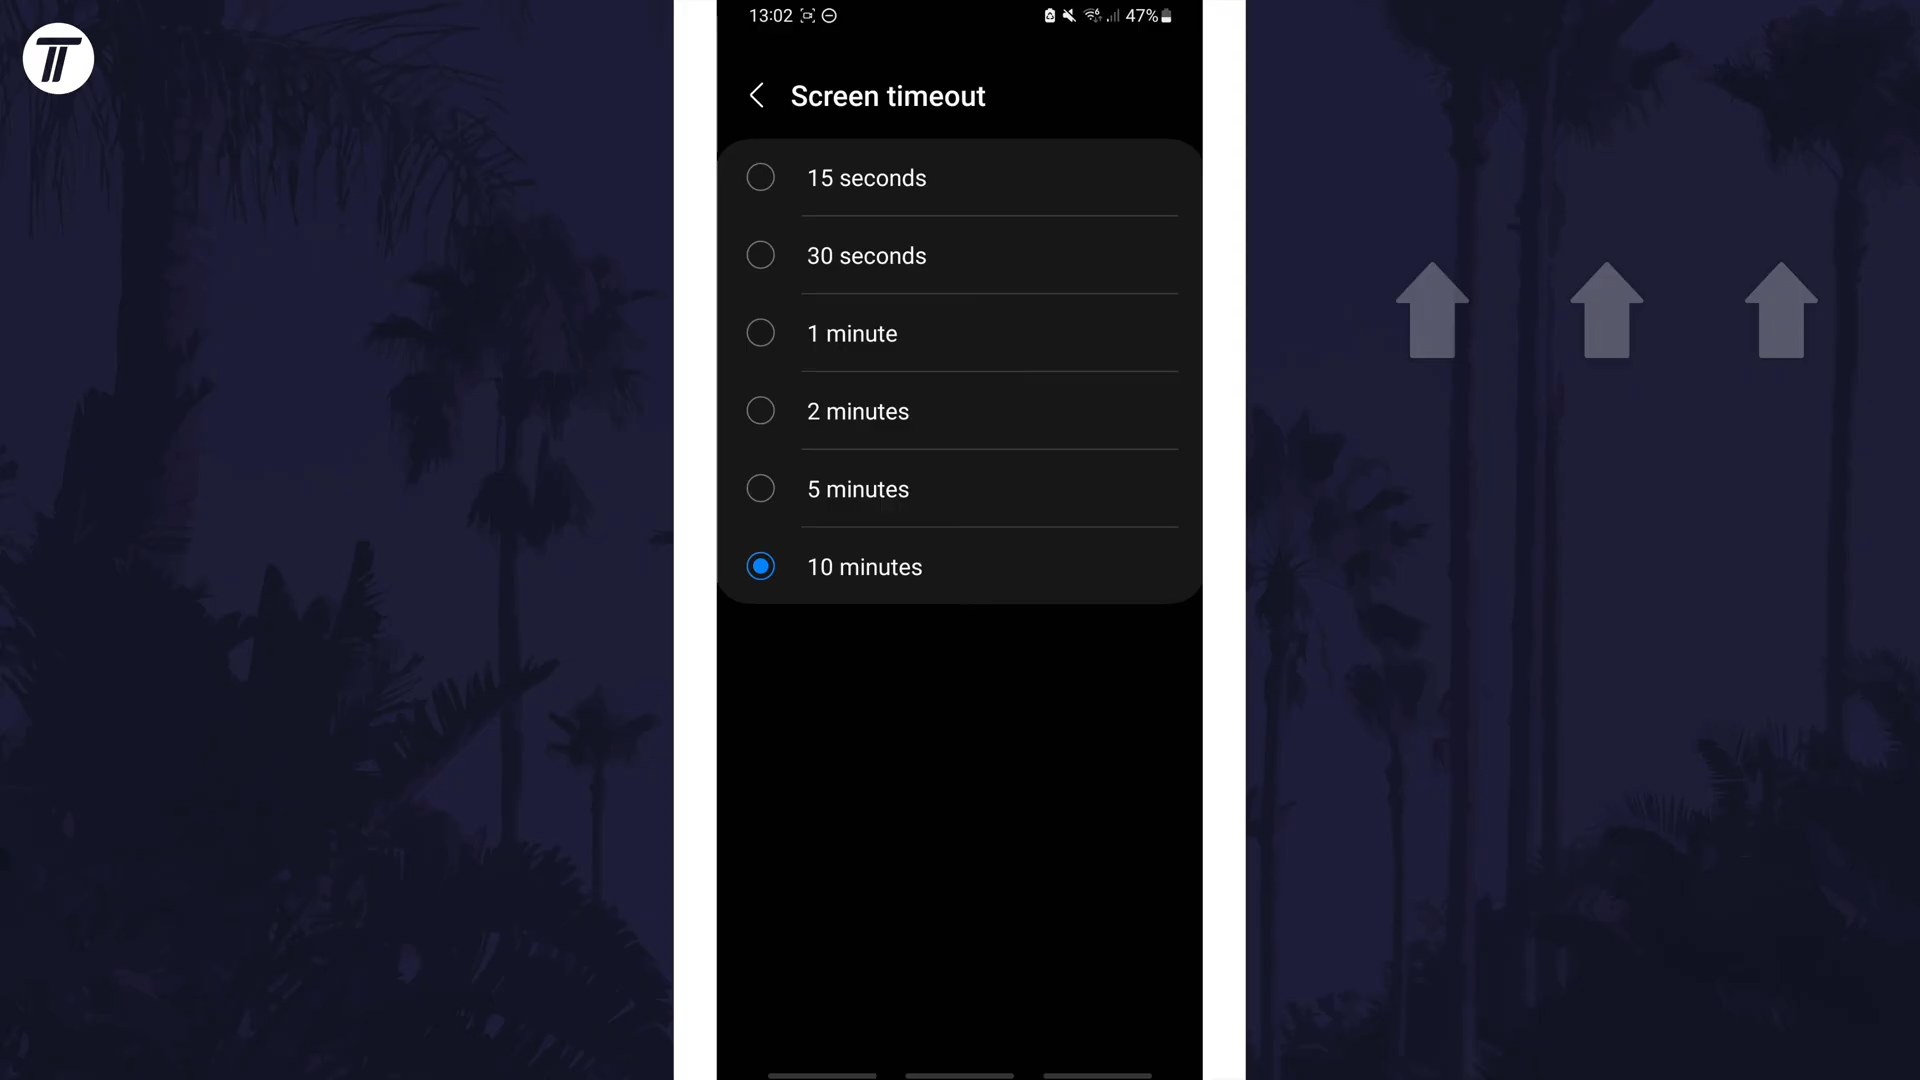 13:02
47%
Screen timeout
15 seconds
30 seconds
1 minute
2 minutes
5 minutes
10 minutes